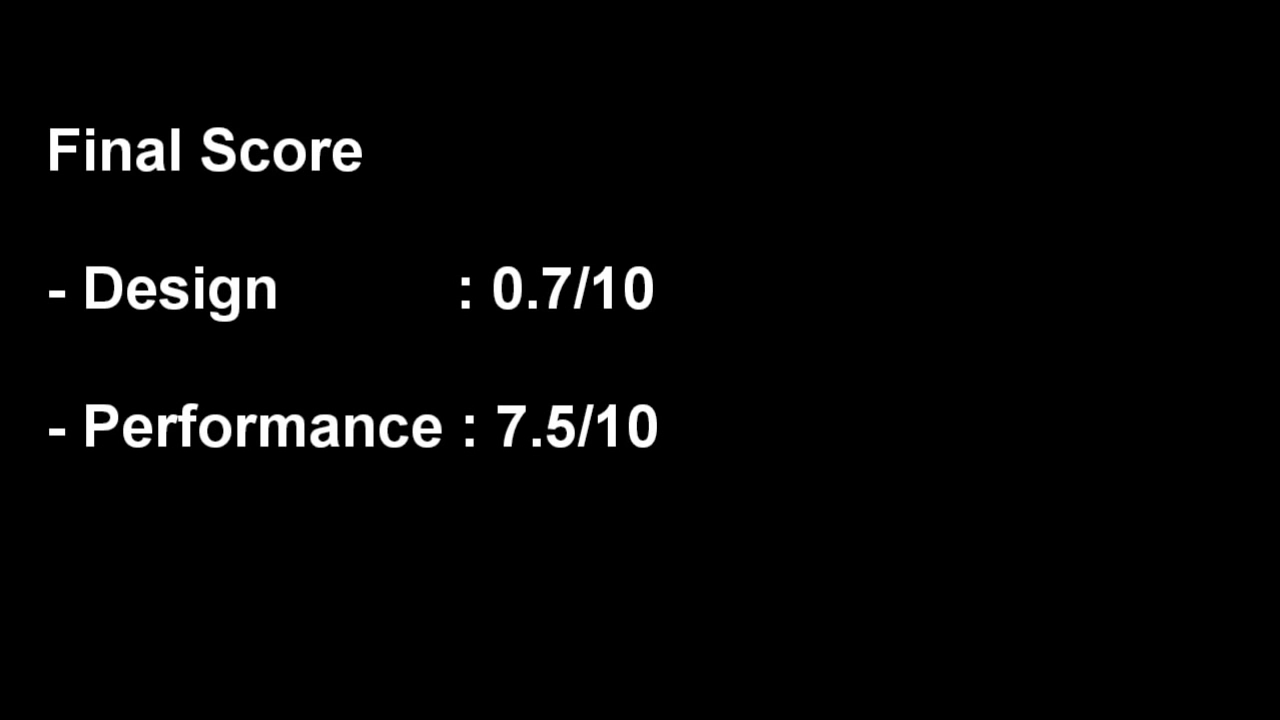 Final Score
- Design : 0.7/10
- Performance : 7.5/10